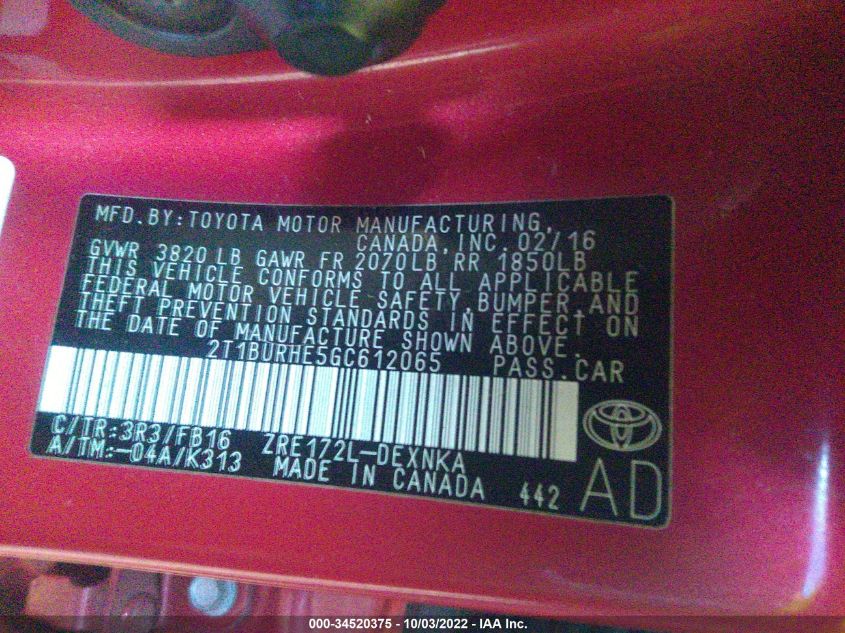 MFD.BY:TOYOTA MOTOR MANUFACTURING,
CANADA,INC. 02/16
GVWR 3820 LB GAWR FR 2070LB RR 1850LB
THIS VEHICLE CONFORMS TO ALL APPLICABLE
FEDERAL MOTOR VEHICLE SAFETY,BUMPER,AND
THEFT PREVENTION STANDARDS IN EFFECT ON
THE DATE OF MANUFACTURE SHOWN ABOVE.
2T1BURHE5GC612065 PASS.CAR
C/TR:3R3/FB16 ZRE172L-DEXNKA
A/TM:-04A/K313 MADE IN CANADA 442 AD
000-34520375 - 10/03/2022 - IAA Inc.